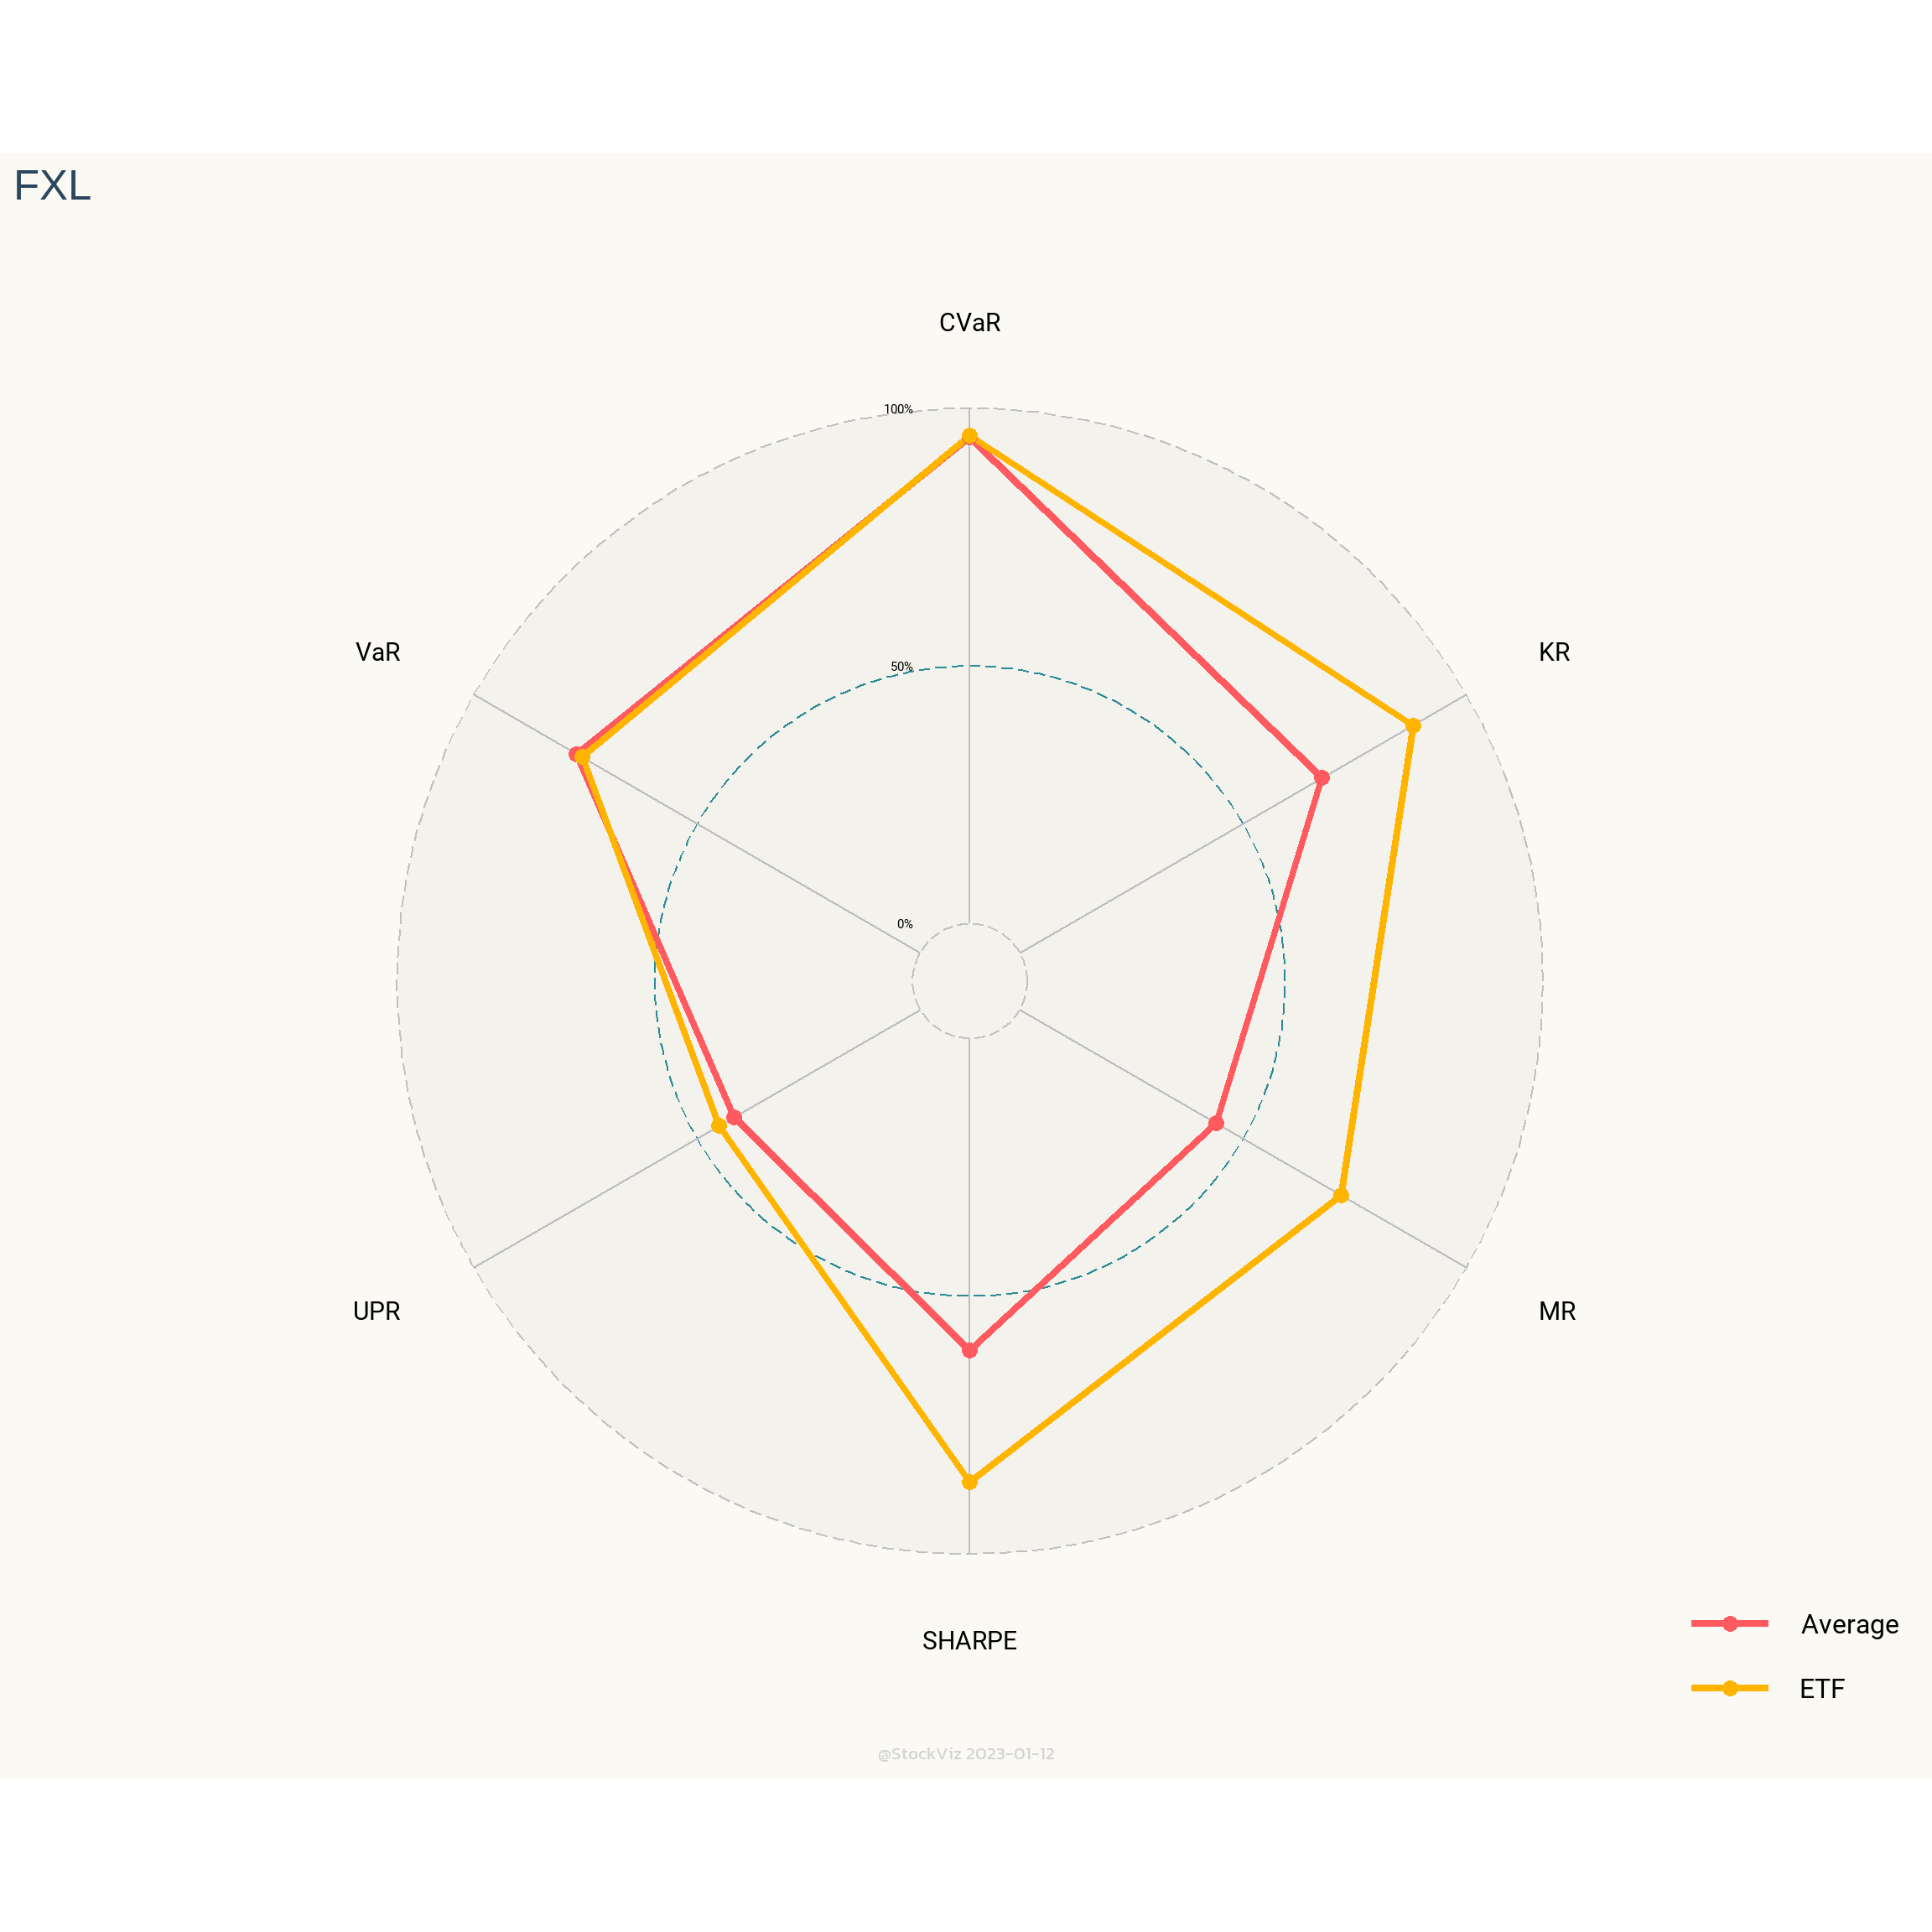 FXL
CVaR
100%
VaR
KR
50%
0%
UPR
MR
SHARPE
Average
ETF
@StockViz 2023-01-12